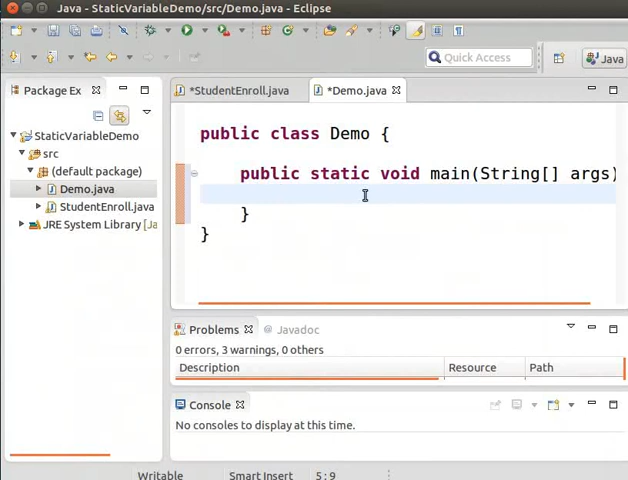 Java - StaticVariableDemo/src/Demo.java - Eclipse
Quick Access
Java
Package Ex
StaticVariableDemo
src
(default package)
Demo.java
StudentEnroll.java
JRE System Library [Ja
*StudentEnroll.java
*Demo.java
public class Demo {
public static void main(String[] args)
}
}
Problems
Javadoc
0 errors, 3 warnings, 0 others
Description Resource Path
Console
No consoles to display at this time.
Writable Smart Insert 5 : 9